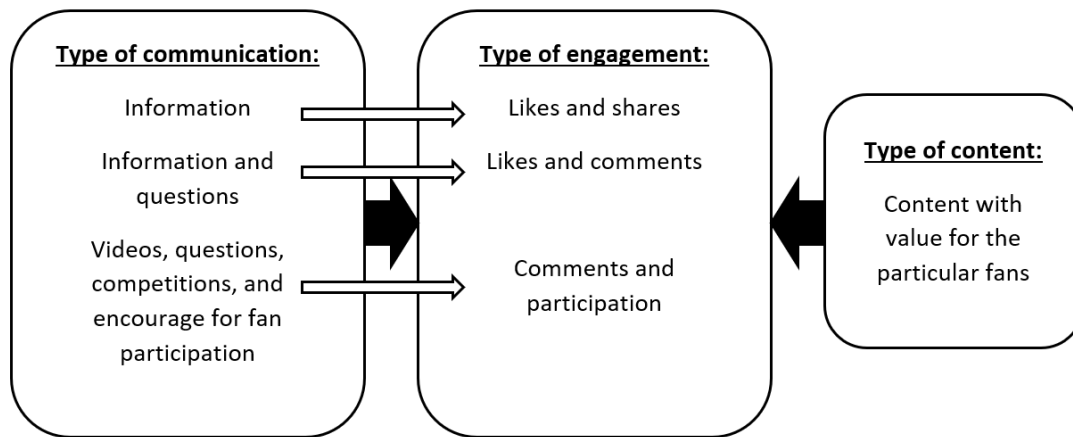 Type of communication:
Information
Information and
questions
Videos, questions,
competitions, and
encourage for fan
participation
Type of engagement:
Likes and shares
Likes and comments
Comments and
participation
Type of content:
Content with
value for the
particular fans